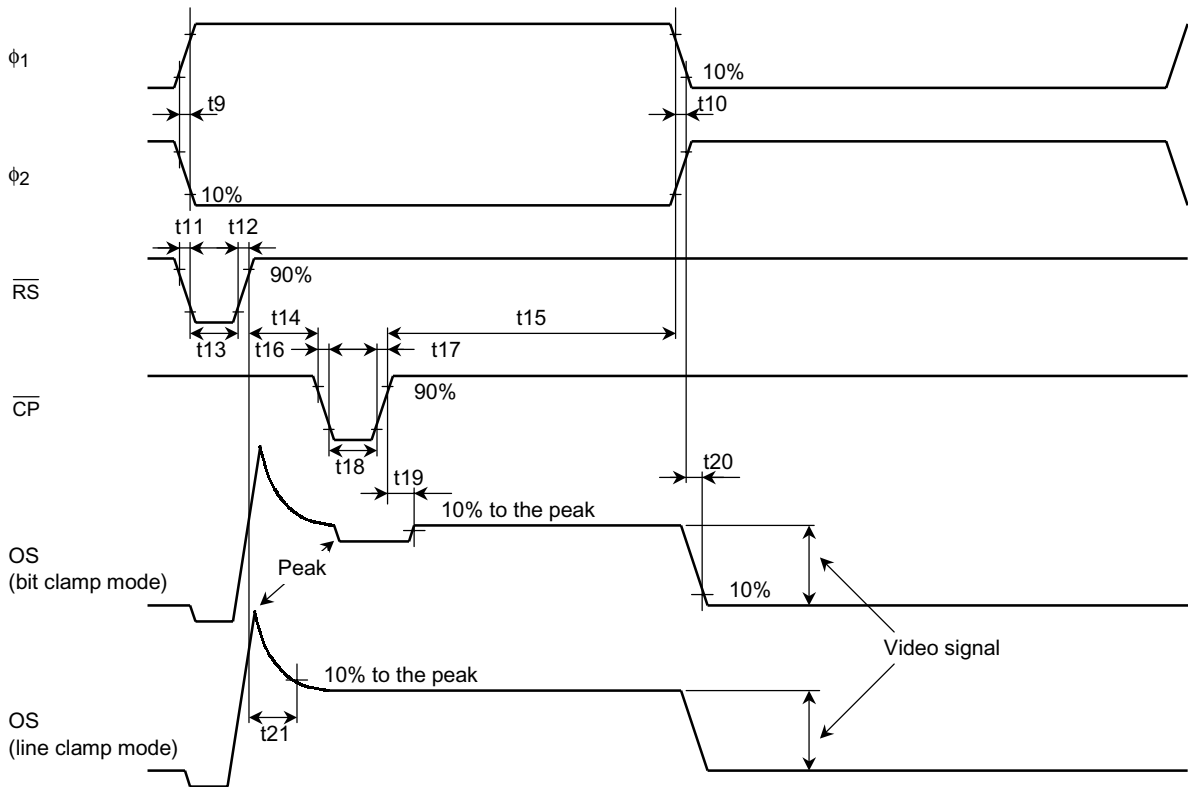 ϕ1
10%
t9
t10
ϕ2
10%
t11
t12
RS
90%
t14
t15
t13
t16
t17
CP
90%
t18
t19
t20
10% to the peak
OS
(bit clamp mode)
Peak
10%
Video signal
10% to the peak
t21
OS
(line clamp mode)